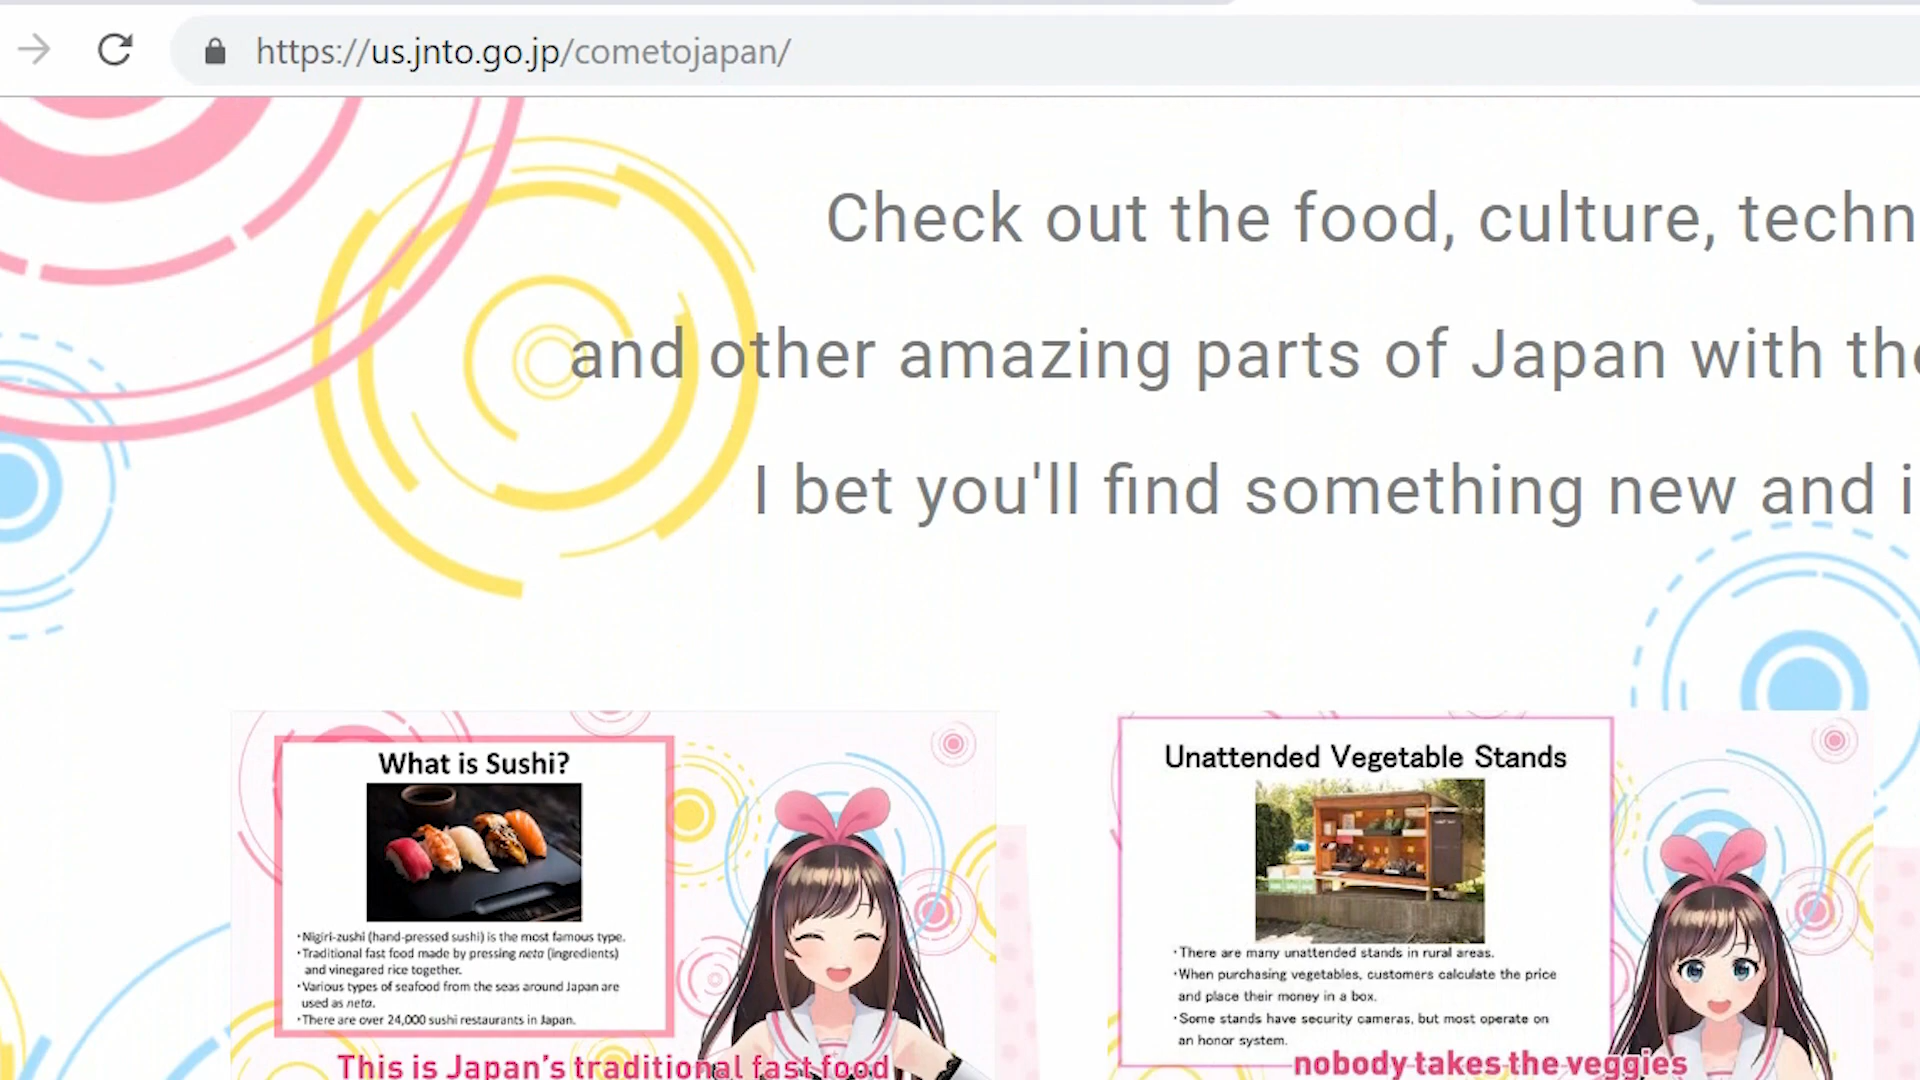 https://us.jnto.go.jp/cometojapan/
Check out the food, culture, techn
and other amazing parts of Japan with the
I bet you'll find something new and i
What is Sushi?
・Nigiri-zushi (hand-pressed sushi) is the most famous type.
・Traditional fast food made by pressing neta (ingredients)
and vinegared rice together.
・Various types of seafood from the seas around Japan are
used as neta.
・There are over 24,000 sushi restaurants in Japan.
This is Japan's traditional fast food
Unattended Vegetable Stands
・There are many unattended stands in rural areas.
・When purchasing vegetables, customers calculate the price
and place their money in a box.
・Some stands have security cameras, but most operate on
an honor system.
nobody takes the veggies